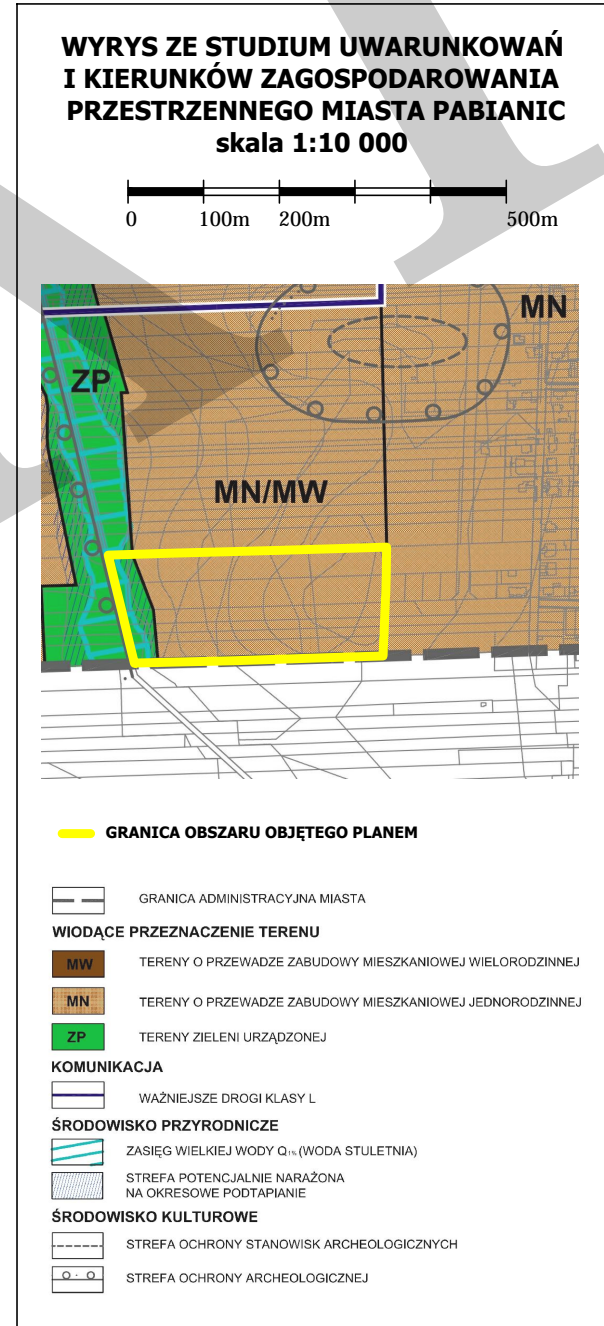 WYRYS ZE STUDIUM UWARUNKOWAŃ
I KIERUNKÓW ZAGOSPODAROWANIA
PRZESTRZENNEGO MIASTA PABIANIC
skala 1:10 000
0 100m 200m 500m
MN
ZP
MN/MW
GRANICA OBSZARU OBJĘTEGO PLANEM
GRANICA ADMINISTRACYJNA MIASTA
WIODĄCE PRZEZNACZENIE TERENU
MW TERENY O PRZEWADZE ZABUDOWY MIESZKANIOWEJ WIELORODZINNEJ
MN TERENY O PRZEWADZE ZABUDOWY MIESZKANIOWEJ JEDNORODZINNEJ
ZP TERENY ZIELENI URZĄDZONEJ
KOMUNIKACJA
WAŻNIEJSZE DROGI KLASY L
ŚRODOWISKO PRZYRODNICZE
ZASIĘG WIELKIEJ WODY Q1% (WODA STULETNIA)
STREFA POTENCJALNIE NARAŻONA
NA OKRESOWE PODTAPIANIE
ŚRODOWISKO KULTUROWE
STREFA OCHRONY STANOWISK ARCHEOLOGICZNYCH
STREFA OCHRONY ARCHEOLOGICZNEJ